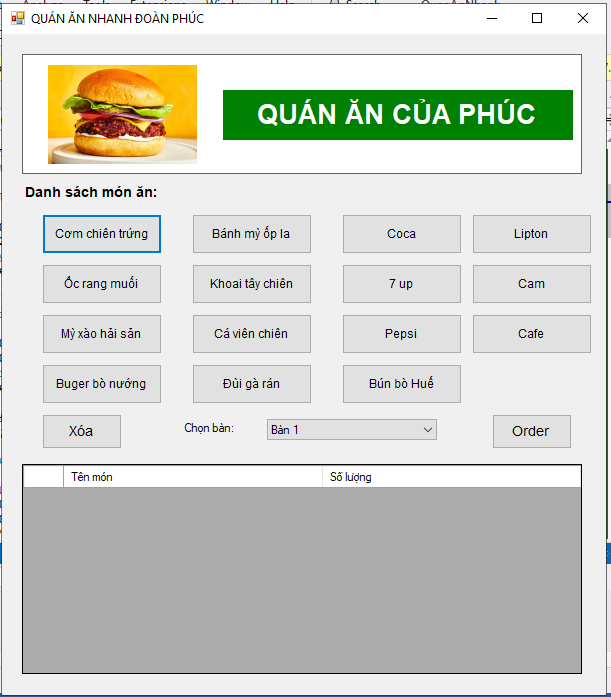 QUÁN ĂN NHANH ĐOÀN PHÚC
QUÁN ĂN CỦA PHÚC
Danh sách món ăn:
Cơm chiên trứng Bánh mỳ ốp la Coca Lipton
Ốc rang muối Khoai tây chiên 7 up Cam
Mỳ xào hải sản Cá viên chiên Pepsi Cafe
Buger bò nướng Đủi gà rán Bún bò Huế
Xóa Chọn bàn: Bàn 1 Order
Tên món Số lượng